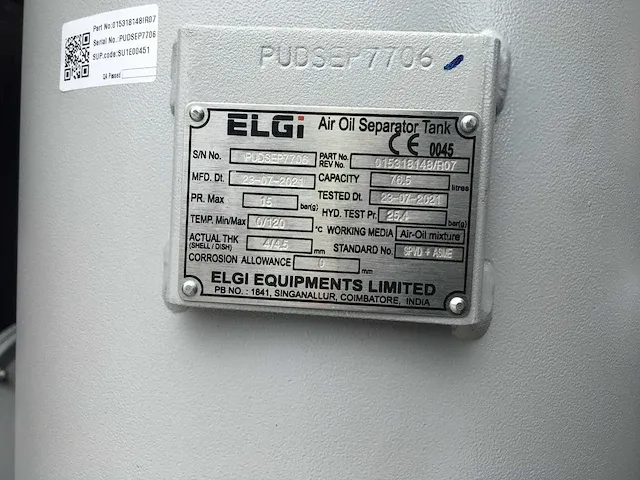 Part No:015318148IR07
Serial No.:PUDSEP7706
SUP.code:SU1E00451
QA Passed
PUDSEP7706
ELGi Air Oil Separator Tank
CE 0045
S/N No. PUDSEP7706 PART No. REV No. 015318148/R07
MFD. Dt. 23-07-2021 CAPACITY 76.5 litres
PR. Max 15 bar(g) TESTED Dt. 23-07-2021
TEMP. Min/Max 0/120 °C HYD. TEST Pr. 25.4 bar(g)
WORKING MEDIA Air-Oil mixture
ACTUAL THK (SHELL / DISH) 4/4.5 mm STANDARD No. SPVD + ASME
CORROSION ALLOWANCE 0 mm
ELGI EQUIPMENTS LIMITED
PB NO. : 1841, SINGANALLUR, COIMBATORE, INDIA